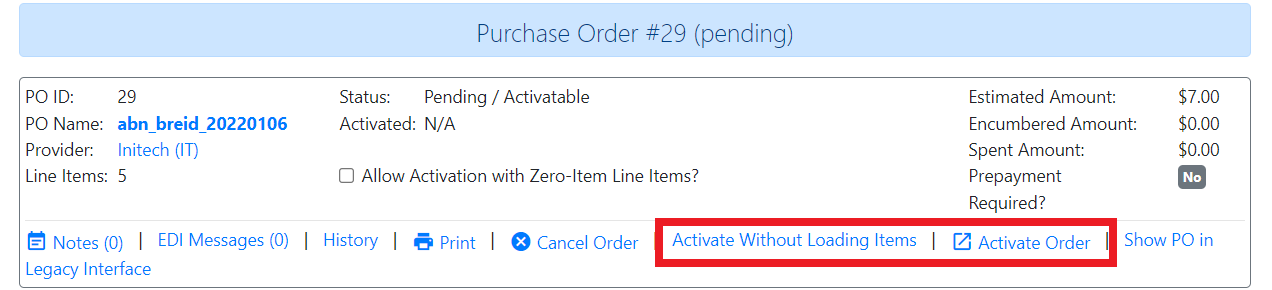 Purchase Order #29 (pending)
PO ID: 29 Status: Pending / Activatable Estimated Amount: $7.00
PO Name: abn_breid_20220106 Activated: N/A Encumbered Amount: $0.00
Provider: Initech (IT) Spent Amount: $0.00
Line Items: 5 Allow Activation with Zero-Item Line Items? Prepayment No
Required?
Notes (0) | EDI Messages (0) | History | Print | Cancel Order | Activate Without Loading Items | Activate Order | Show PO in
Legacy Interface